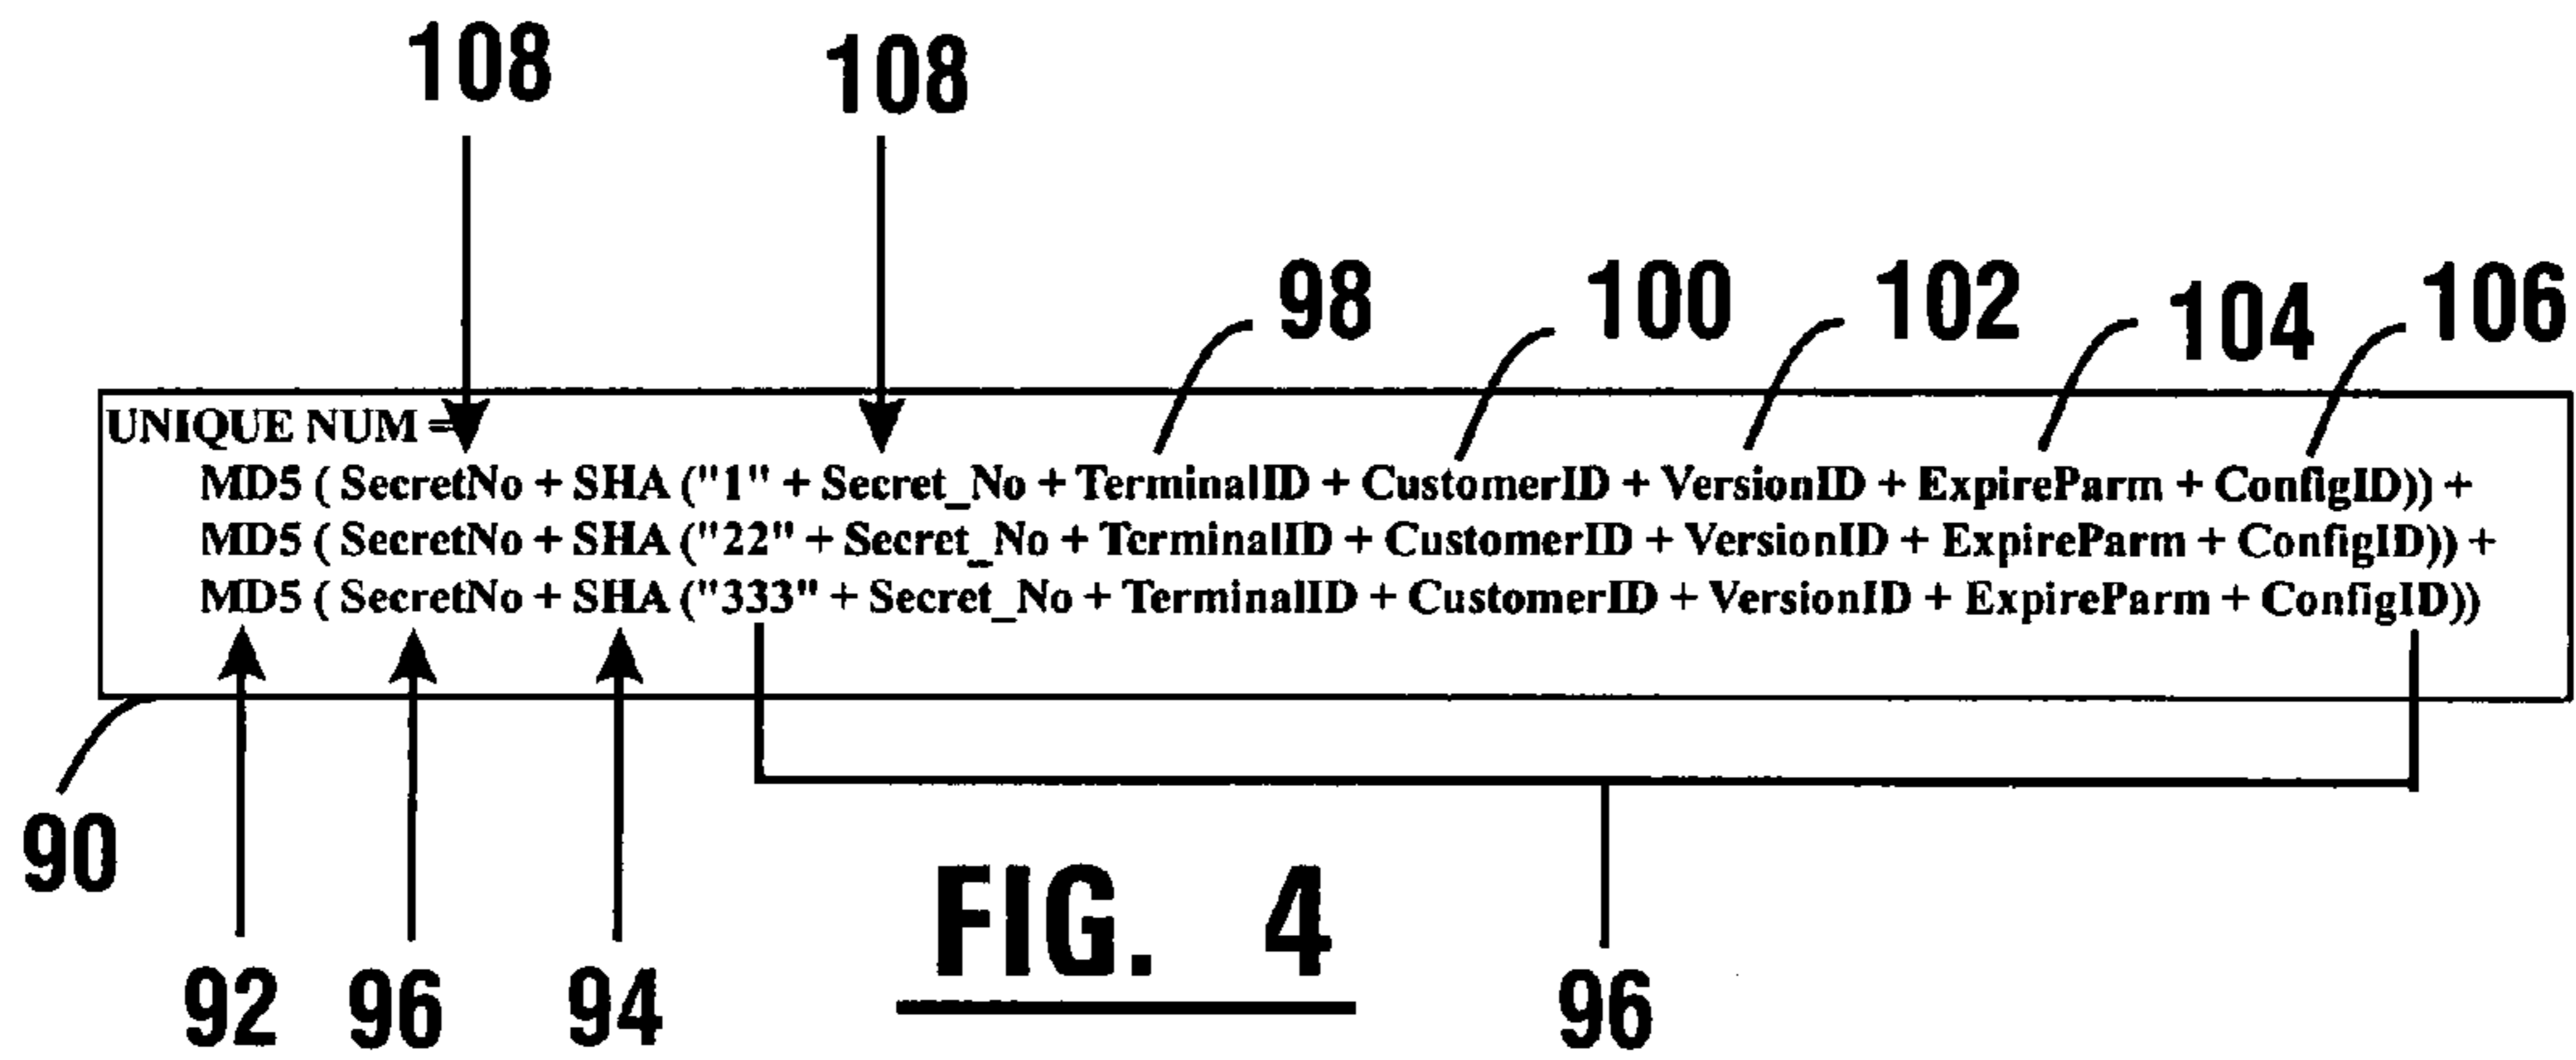 108 108
98 100 102 104 106
UNIQUE NUM =
MD5 ( SecretNo + SHA ("1" + Secret_No + TerminalID + CustomerID + VersionID + ExpireParm + ConfigID)) +
MD5 ( SecretNo + SHA ("22" + Secret_No + TerminalID + CustomerID + VersionID + ExpireParm + ConfigID)) +
MD5 ( SecretNo + SHA ("333" + Secret_No + TerminalID + CustomerID + VersionID + ExpireParm + ConfigID))
90
FIG. 4
92 96 94 96